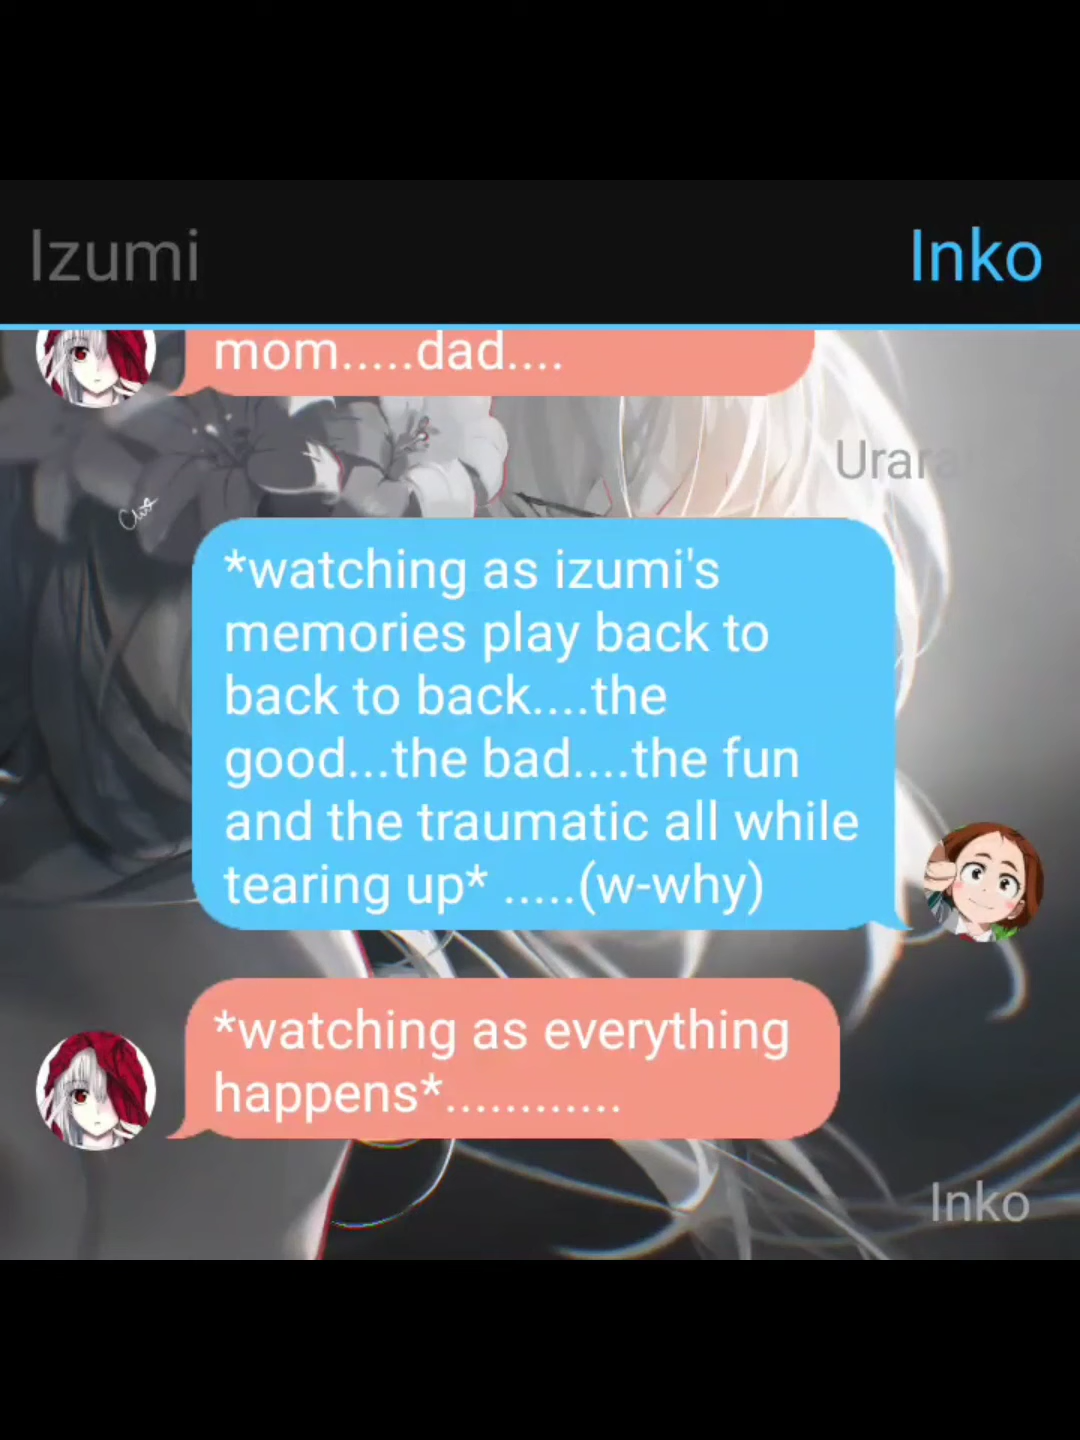 Izumi
Inko
mom.....dad....
*watching as izumi's
memories play back to
back to back....the
good...the bad....the fun
and the traumatic all while
tearing up* .....(w-why)
*watching as everything
happens*............
Inko